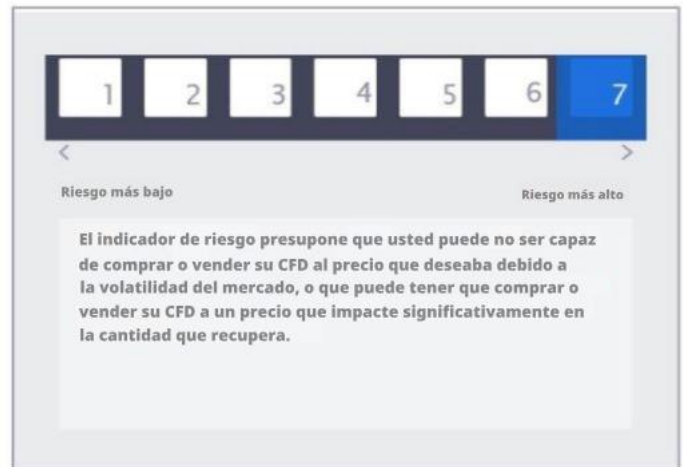 1 2 3 4 5 6 7
< >
Riesgo más bajo Riesgo más alto
El indicador de riesgo presupone que usted puede no ser capaz
de comprar o vender su CFD al precio que deseaba debido a
la volatilidad del mercado, o que puede tener que comprar o
vender su CFD a un precio que impacte significativamente en
la cantidad que recupera.